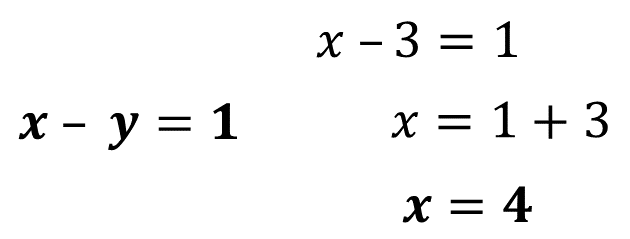 x – y = 1
x – 3 = 1
x = 1 + 3
x = 4